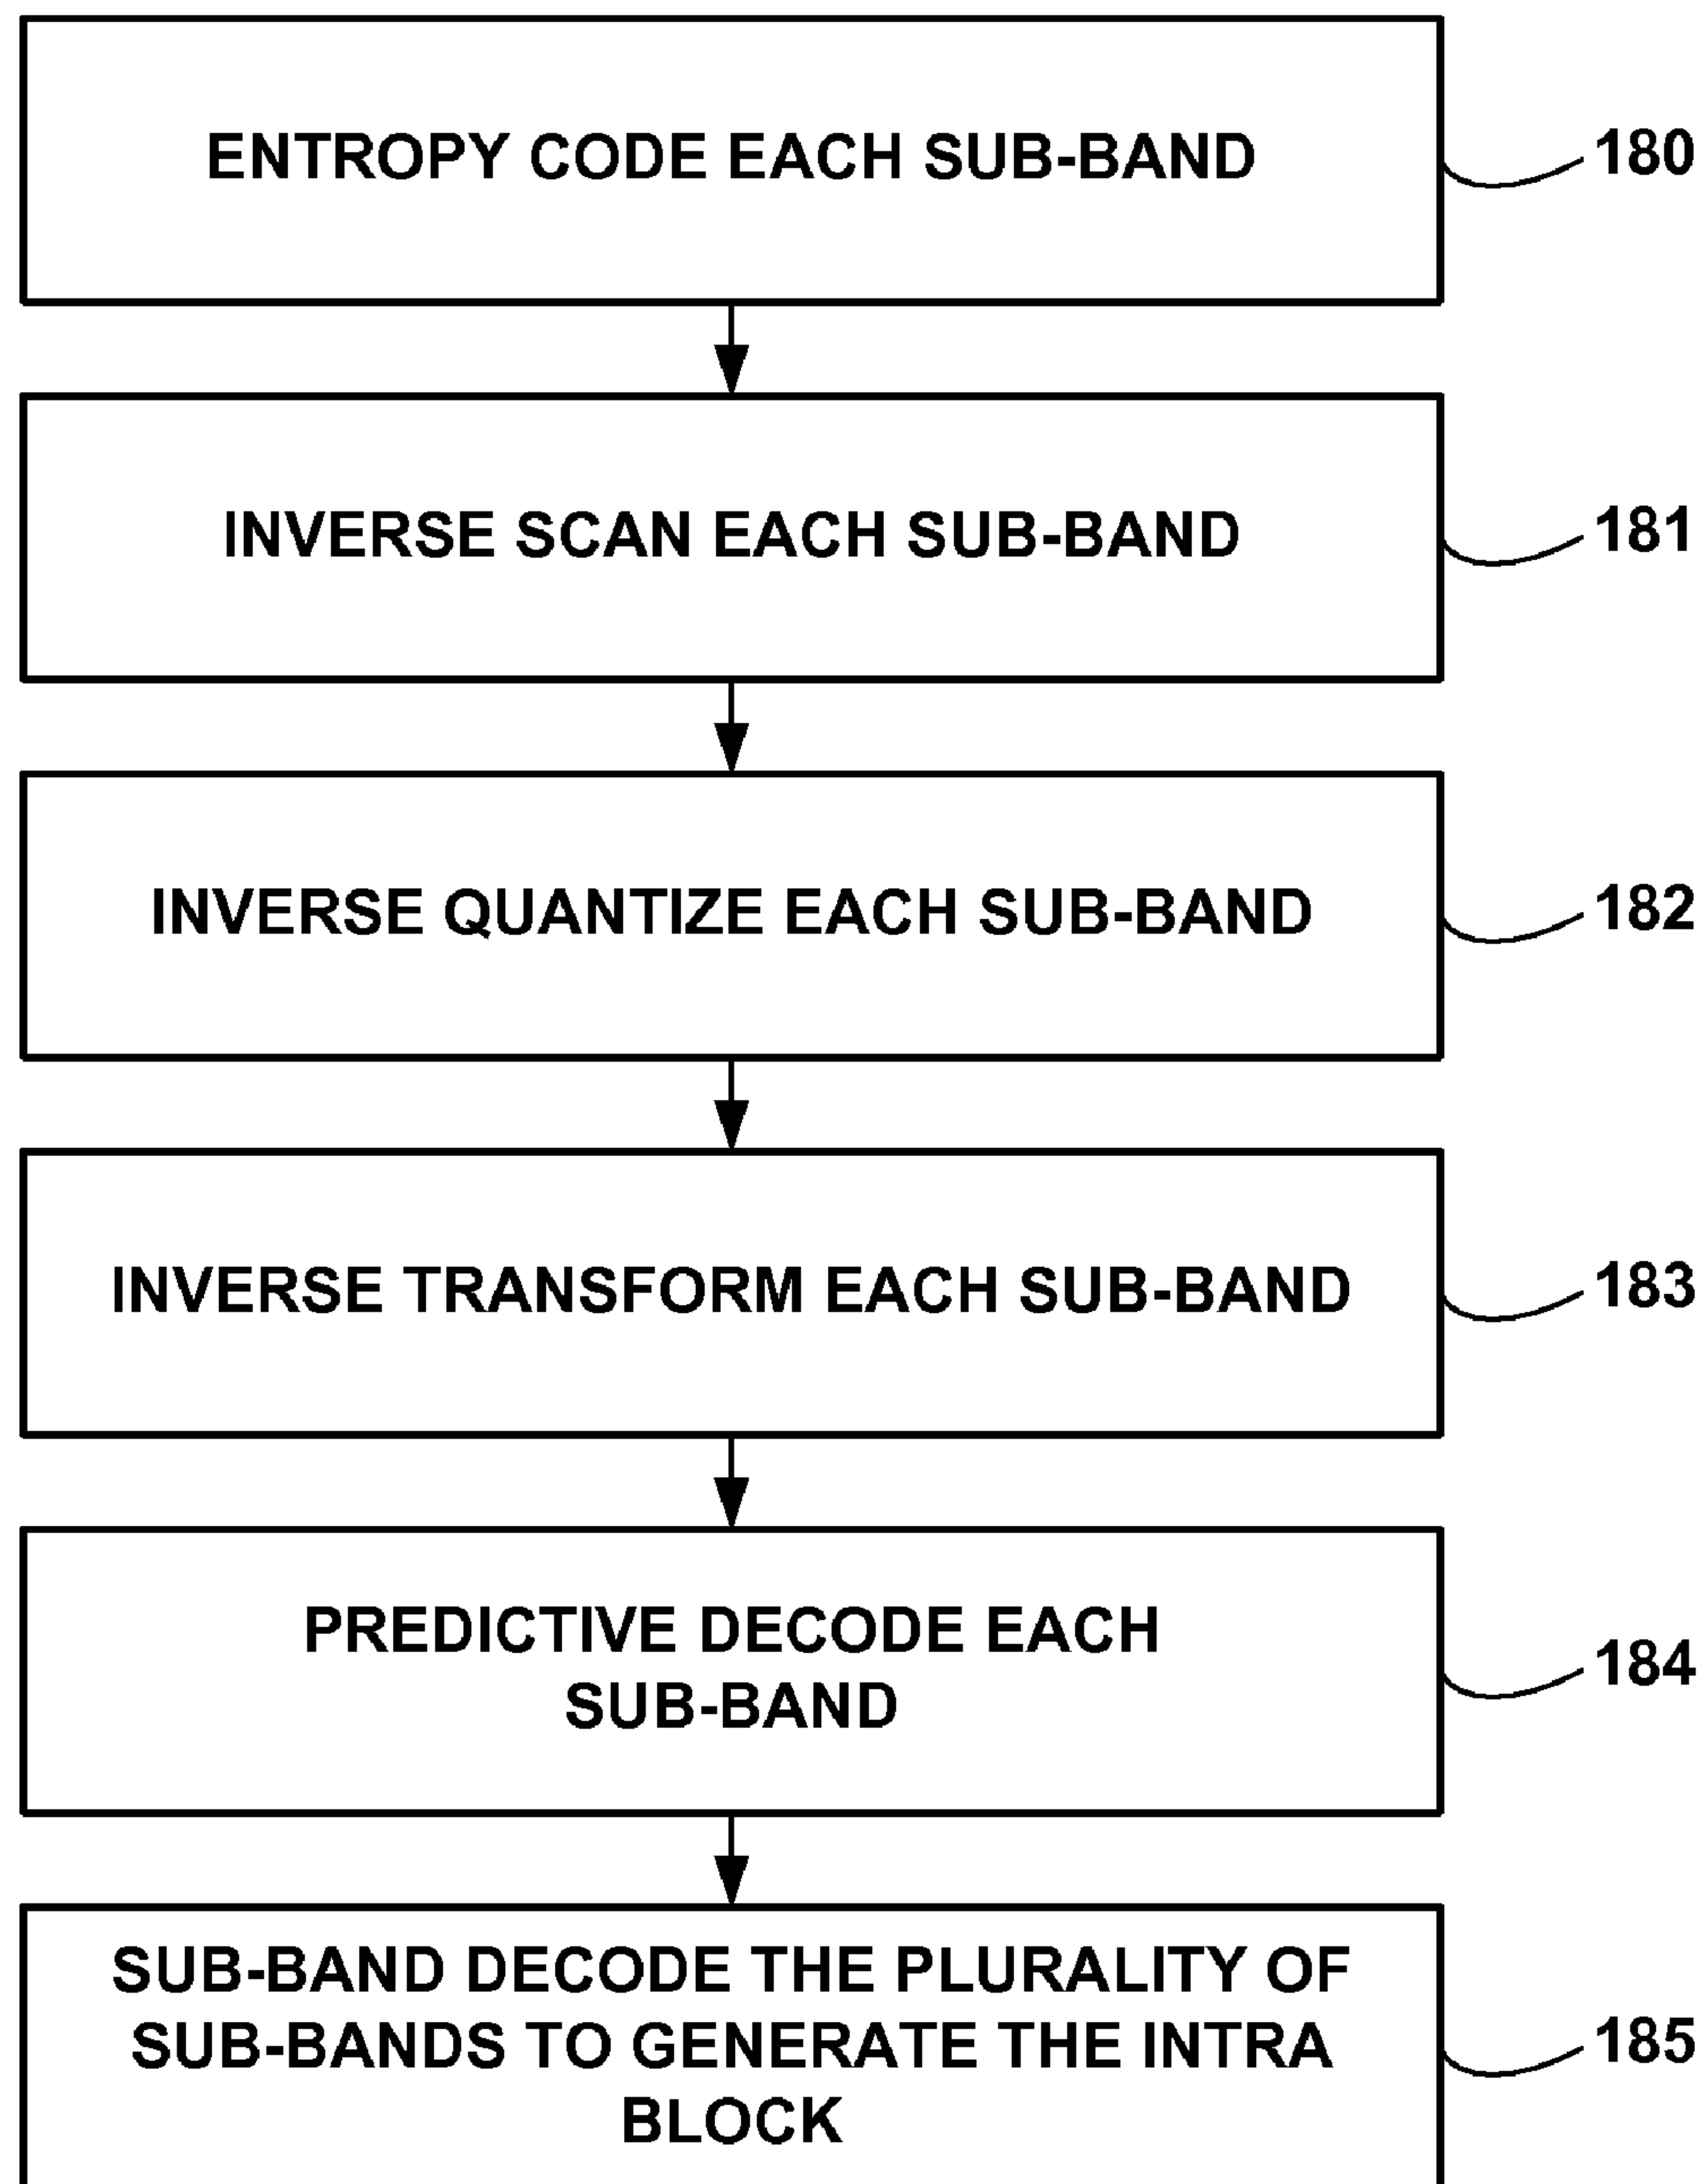 ENTROPY CODE EACH SUB-BAND
180
INVERSE SCAN EACH SUB-BAND
181
INVERSE QUANTIZE EACH SUB-BAND
182
INVERSE TRANSFORM EACH SUB-BAND
183
PREDICTIVE DECODE EACH
SUB-BAND
184
SUB-BAND DECODE THE PLURALITY OF
SUB-BANDS TO GENERATE THE INTRA
BLOCK
185